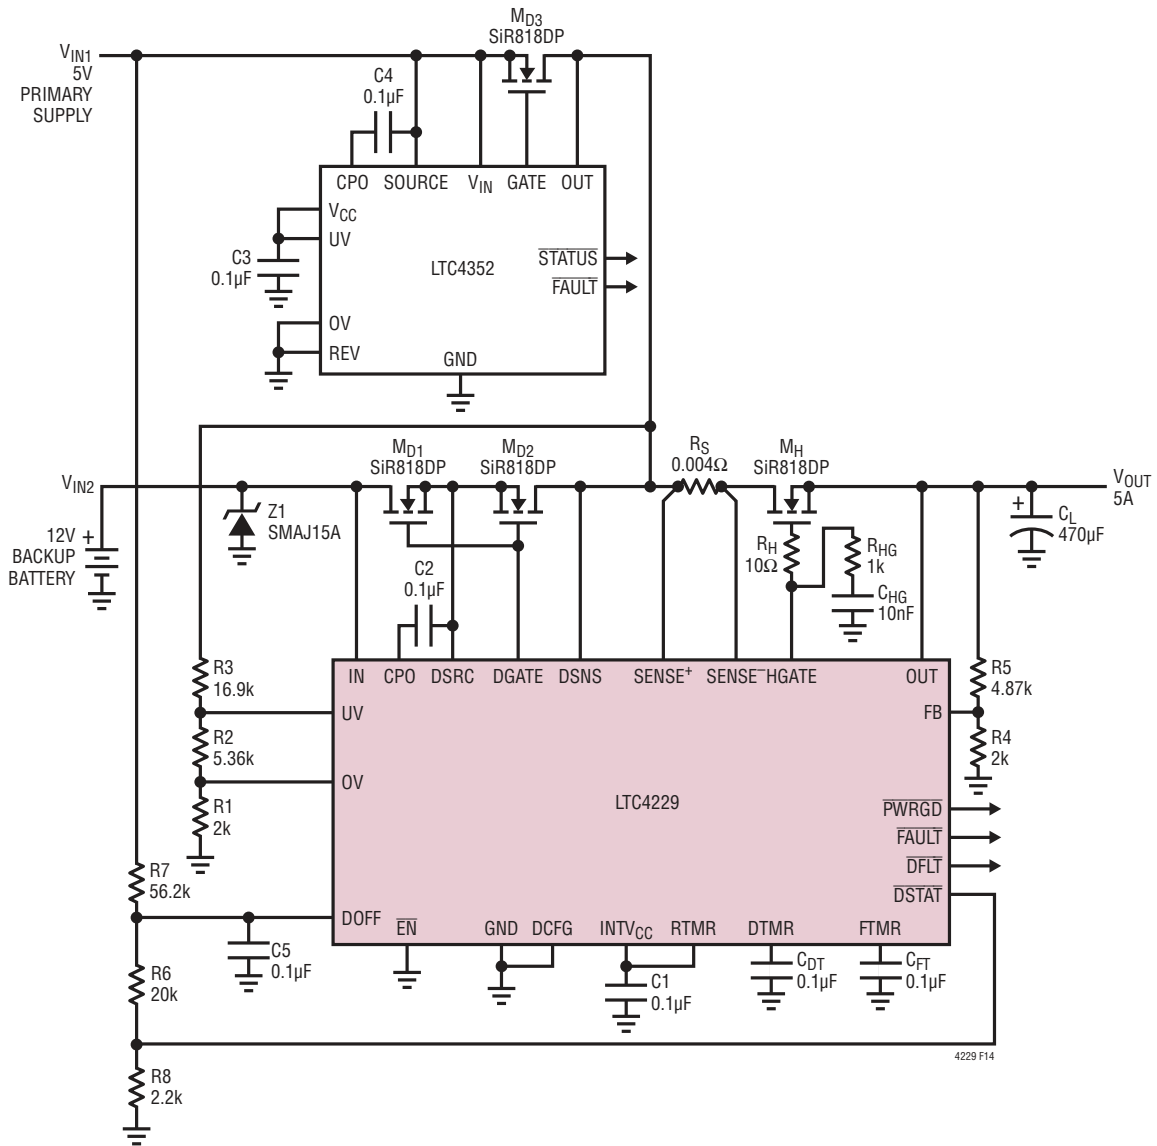 V_IN1
5V
PRIMARY
SUPPLY
M_D3
SiR818DP
C4
0.1µF
CPO SOURCE V_IN GATE OUT
V_CC
UV
C3
0.1µF
LTC4352
STATUS
FAULT
OV
REV
GND
V_IN2
12V
BACKUP
BATTERY
+
Z1
SMAJ15A
M_D1
SiR818DP
M_D2
SiR818DP
R_S
0.004Ω
M_H
SiR818DP
V_OUT
5A
R_H
10Ω
R_HG
1k
C_HG
10nF
+
C_L
470µF
C2
0.1µF
IN CPO DSRC DGATE DSNS SENSE+ SENSE– HGATE OUT
R3
16.9k
UV
R2
5.36k
OV
R1
2k
LTC4229
R5
4.87k
FB
R4
2k
PWRGD
FAULT
DFLT
DSTAT
R7
56.2k
DOFF
EN GND DCFG INTV_CC RTMR DTMR FTMR
C5
0.1µF
C1
0.1µF
C_DT
0.1µF
C_FT
0.1µF
R6
20k
4229 F14
R8
2.2k